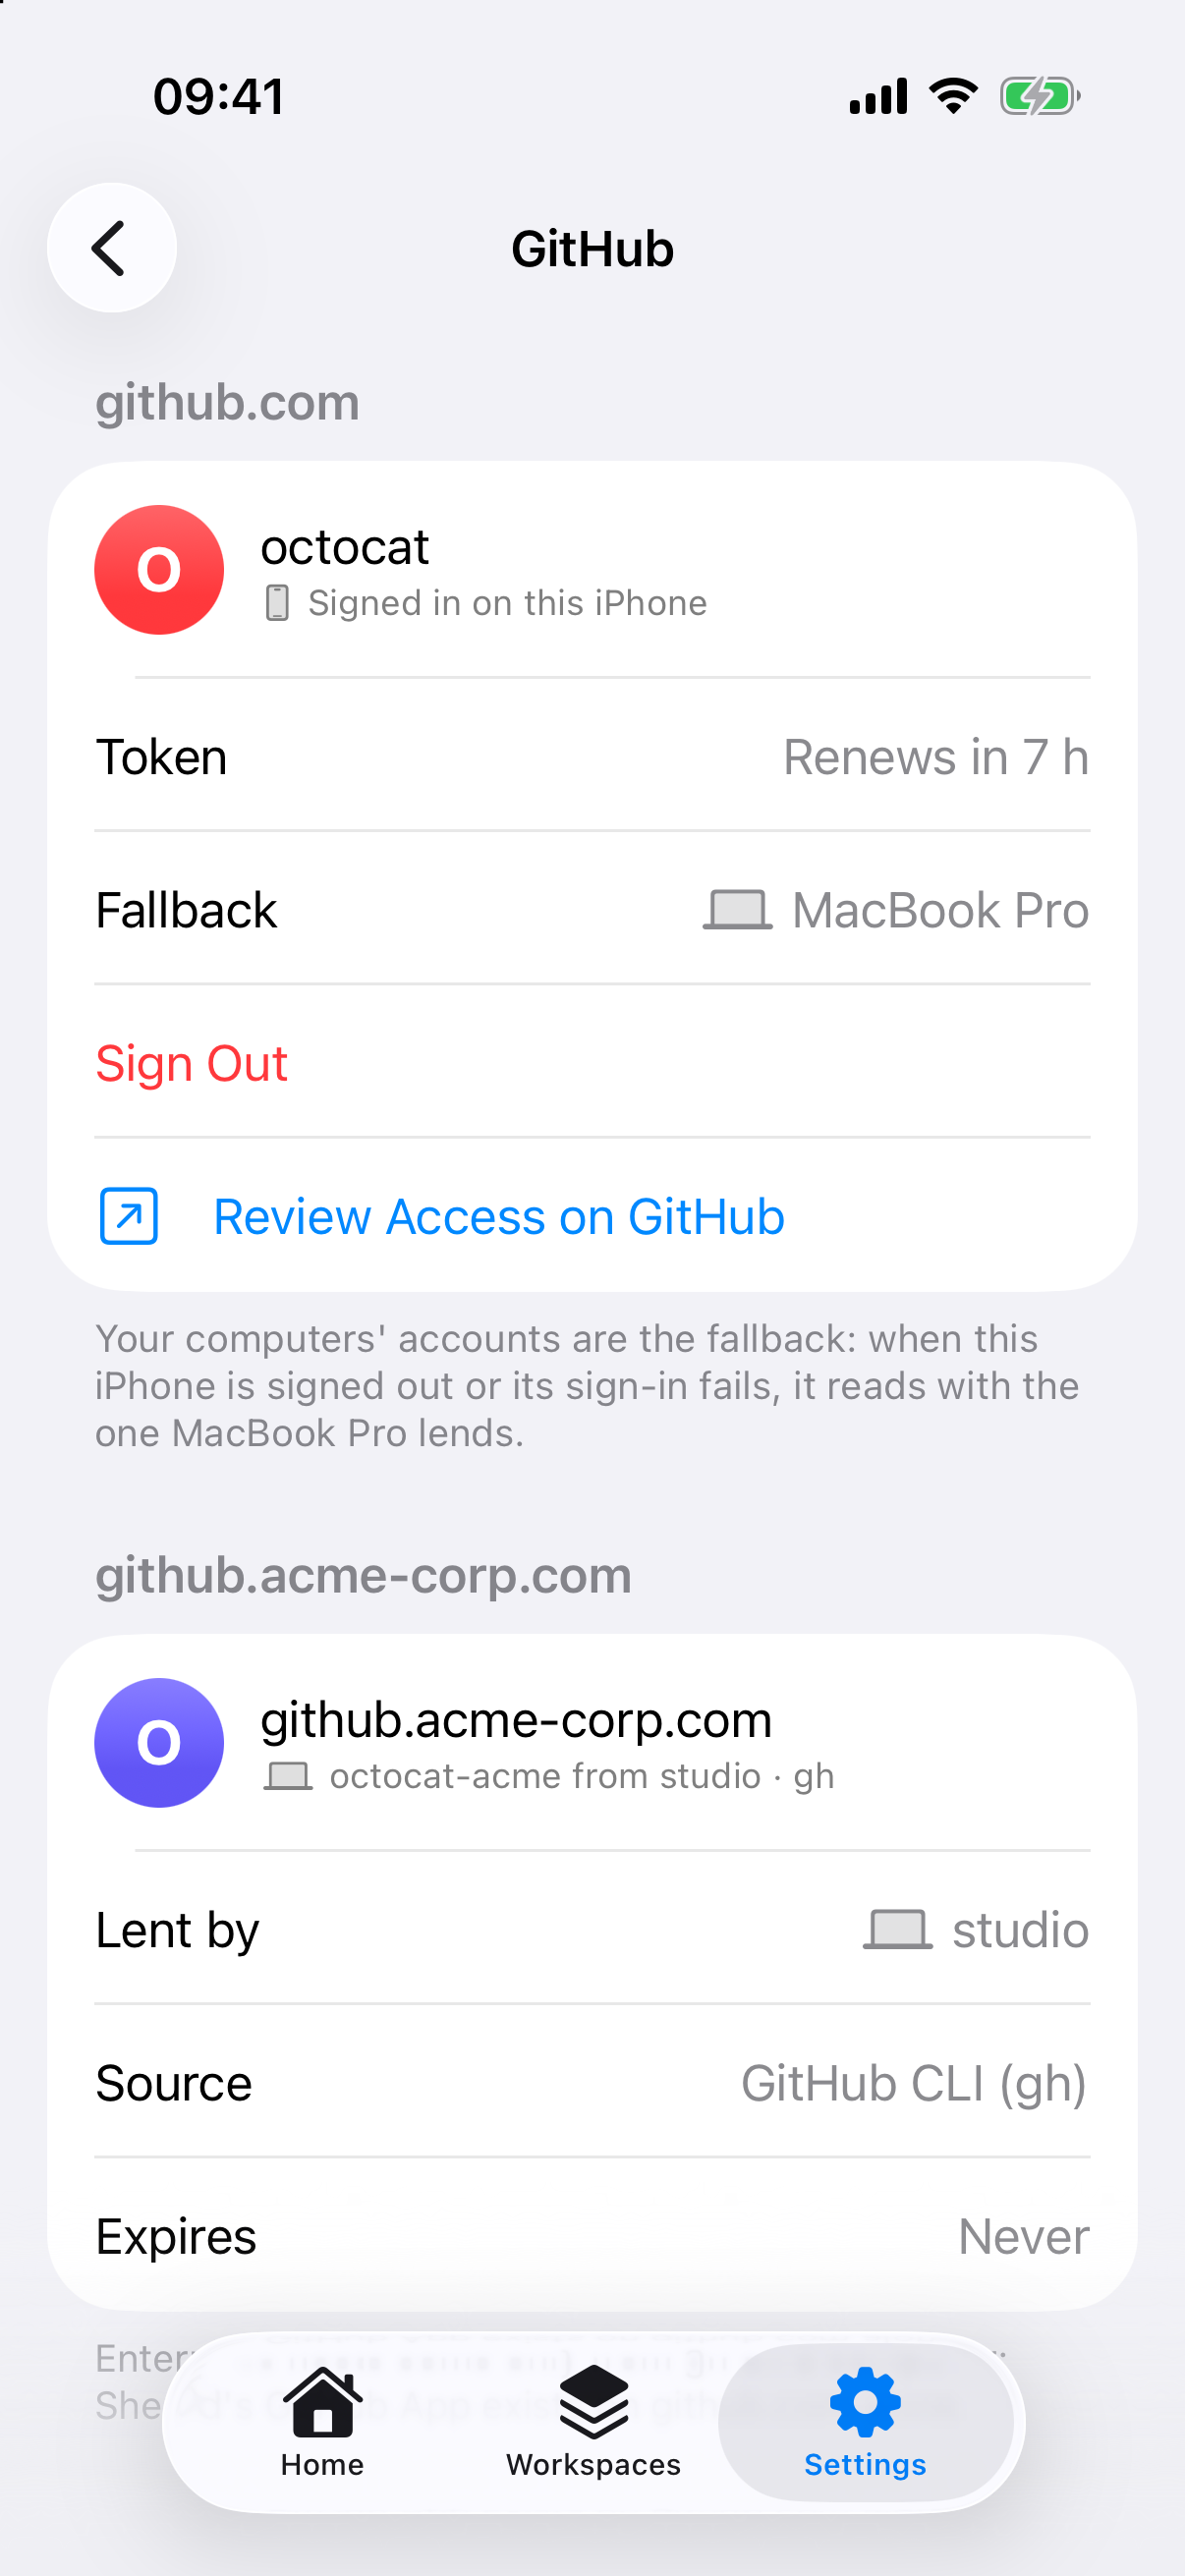 09:41
GitHub
github.com
O
octocat
Signed in on this iPhone
Token
Renews in 7 h
Fallback
MacBook Pro
Sign Out
Review Access on GitHub
Your computers' accounts are the fallback: when this
iPhone is signed out or its sign-in fails, it reads with the
one MacBook Pro lends.
github.acme-corp.com
O
github.acme-corp.com
octocat-acme from studio · gh
Lent by
studio
Source
GitHub CLI (gh)
Expires
Never
Home
Workspaces
Settings